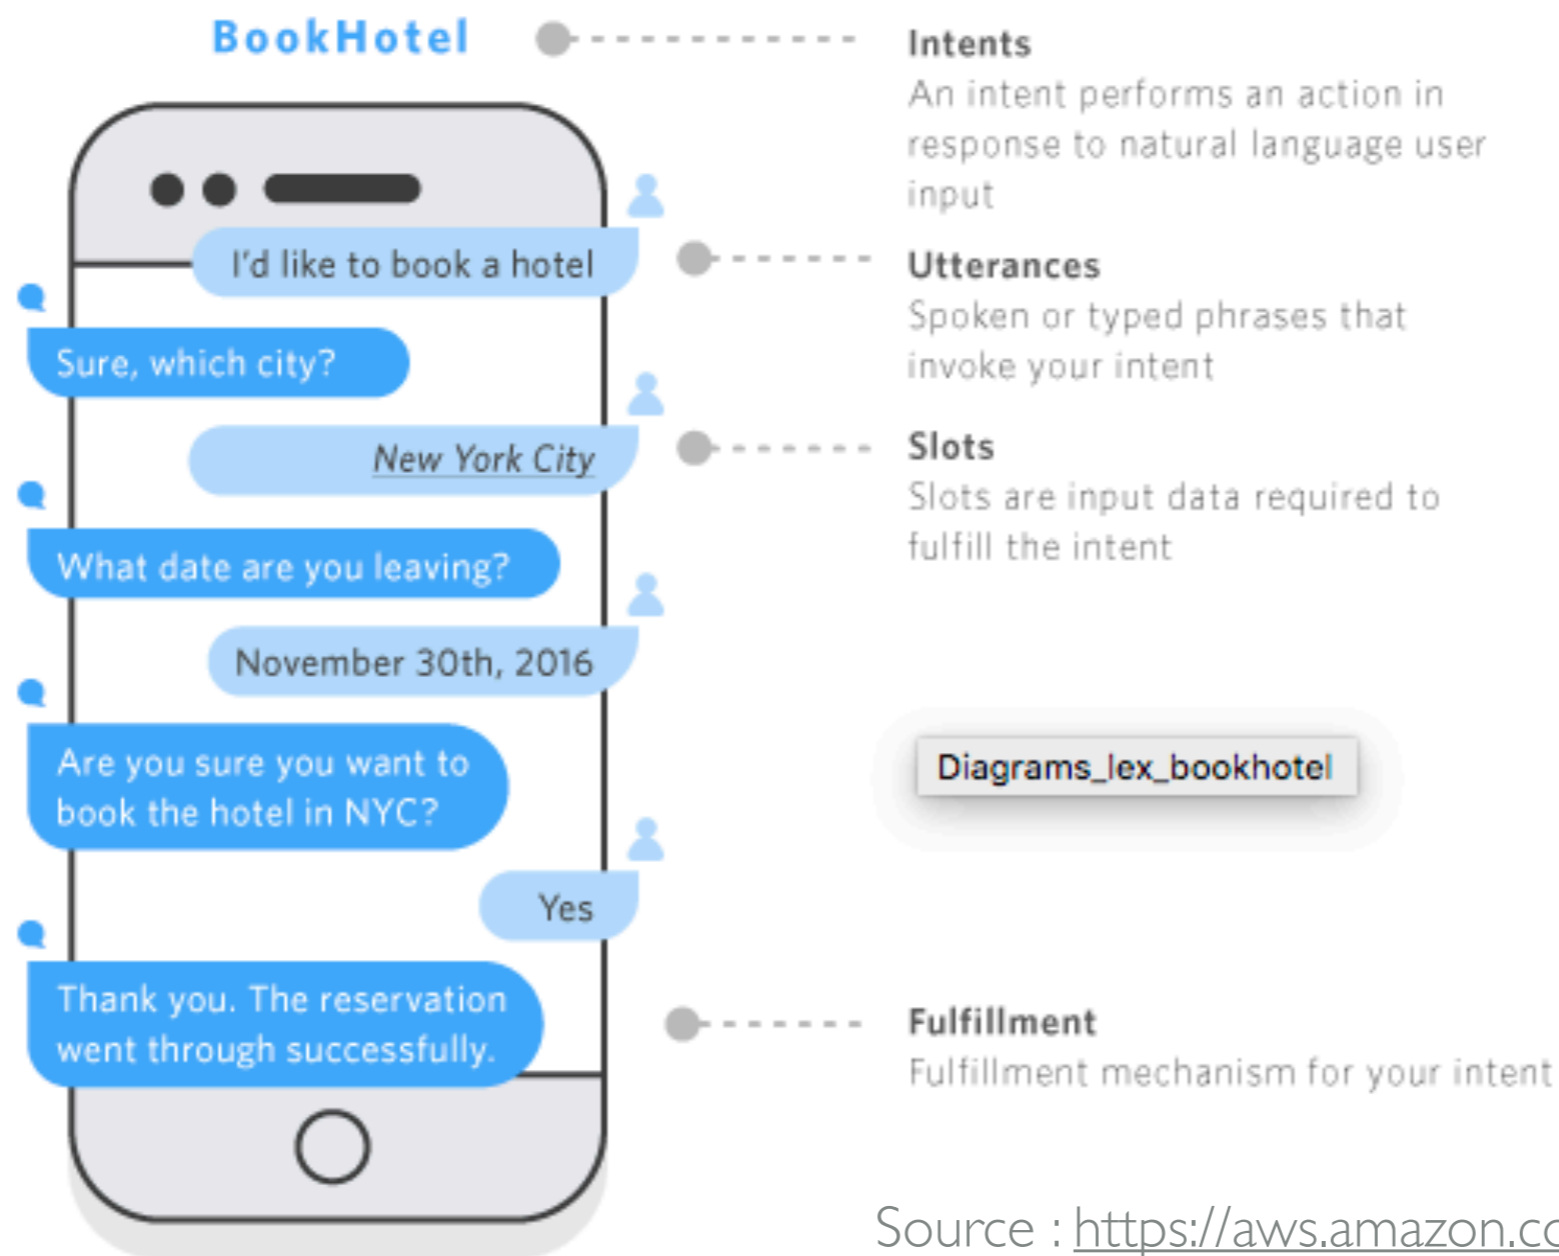 BookHotel
I'd like to book a hotel
Sure, which city?
New York City
What date are you leaving?
November 30th, 2016
Are you sure you want to
book the hotel in NYC?
Yes
Thank you. The reservation
went through successfully.
Intents
An intent performs an action in
response to natural language user
input
Utterances
Spoken or typed phrases that
invoke your intent
Slots
Slots are input data required to
fulfill the intent
Diagrams_lex_bookhotel
Fulfillment
Fulfillment mechanism for your intent
Source : https://aws.amazon.co